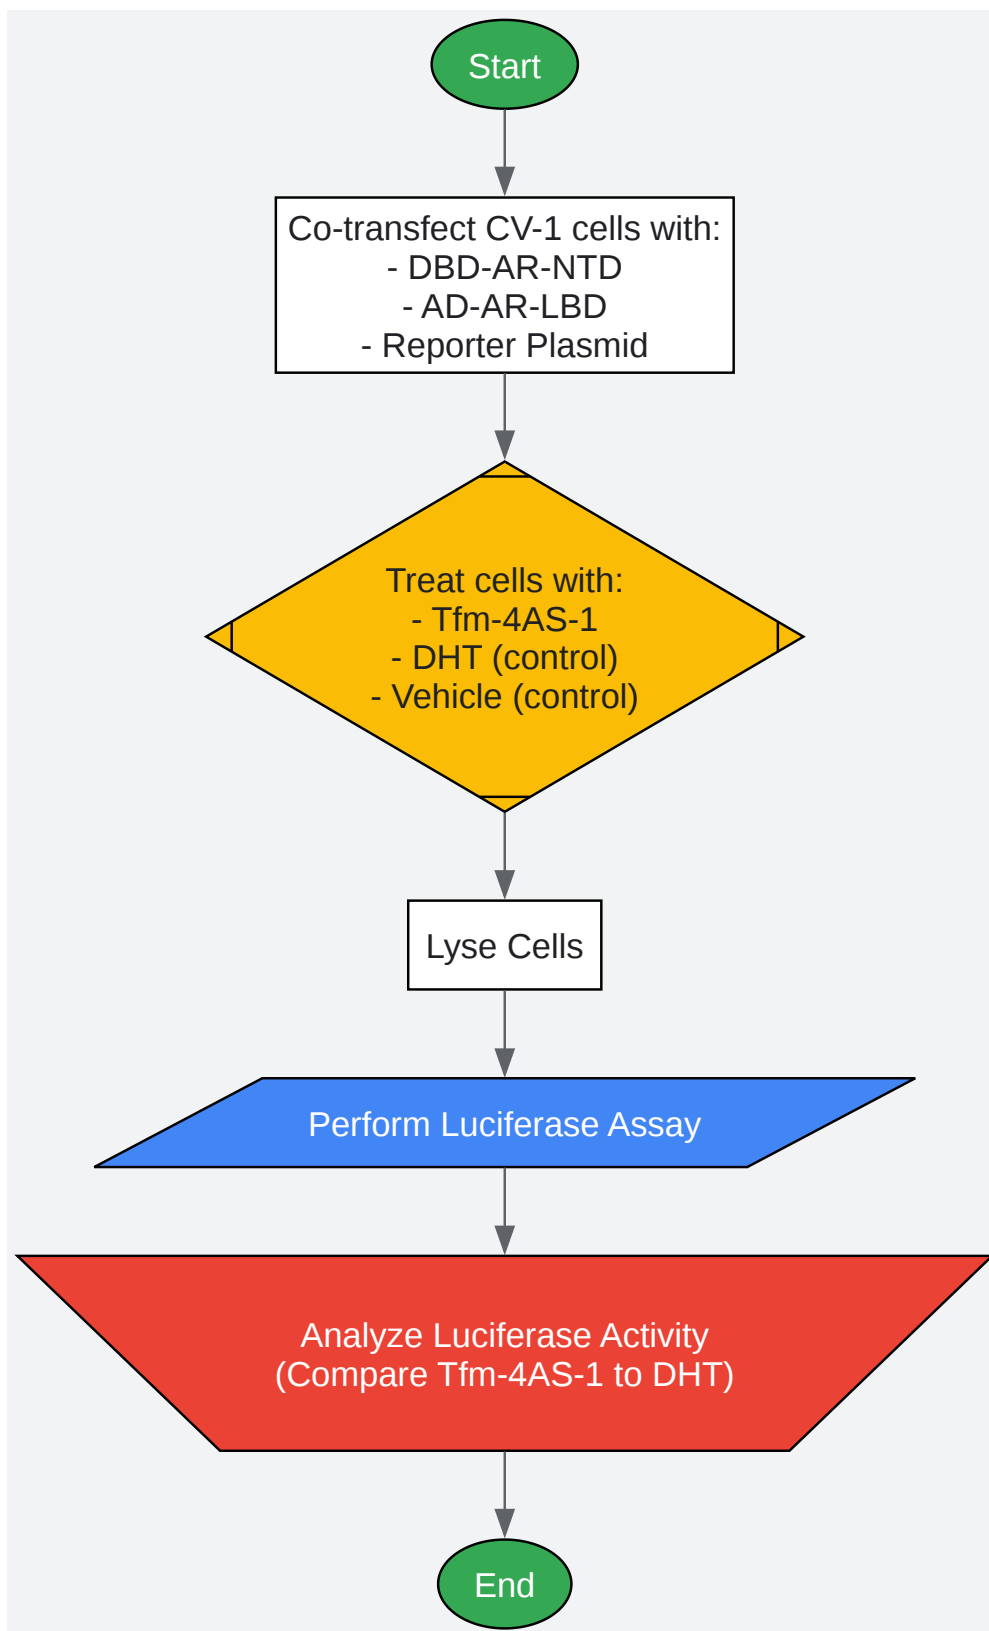 Start
Co-transfect CV-1 cells with:
- DBD-AR-NTD
- AD-AR-LBD
- Reporter Plasmid
Treat cells with:
- Tfm-4AS-1
- DHT (control)
- Vehicle (control)
Lyse Cells
Perform Luciferase Assay
Analyze Luciferase Activity
(Compare Tfm-4AS-1 to DHT)
End